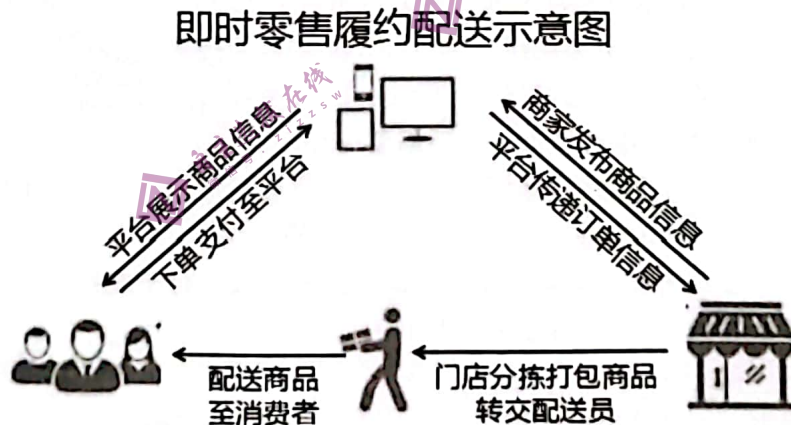 即时零售履约配送示意图
平台展示商品信息
下单支付至平台
商家发布商品信息
平台传递订单信息
配送商品
至消费者
门店分拣打包商品
转交配送员